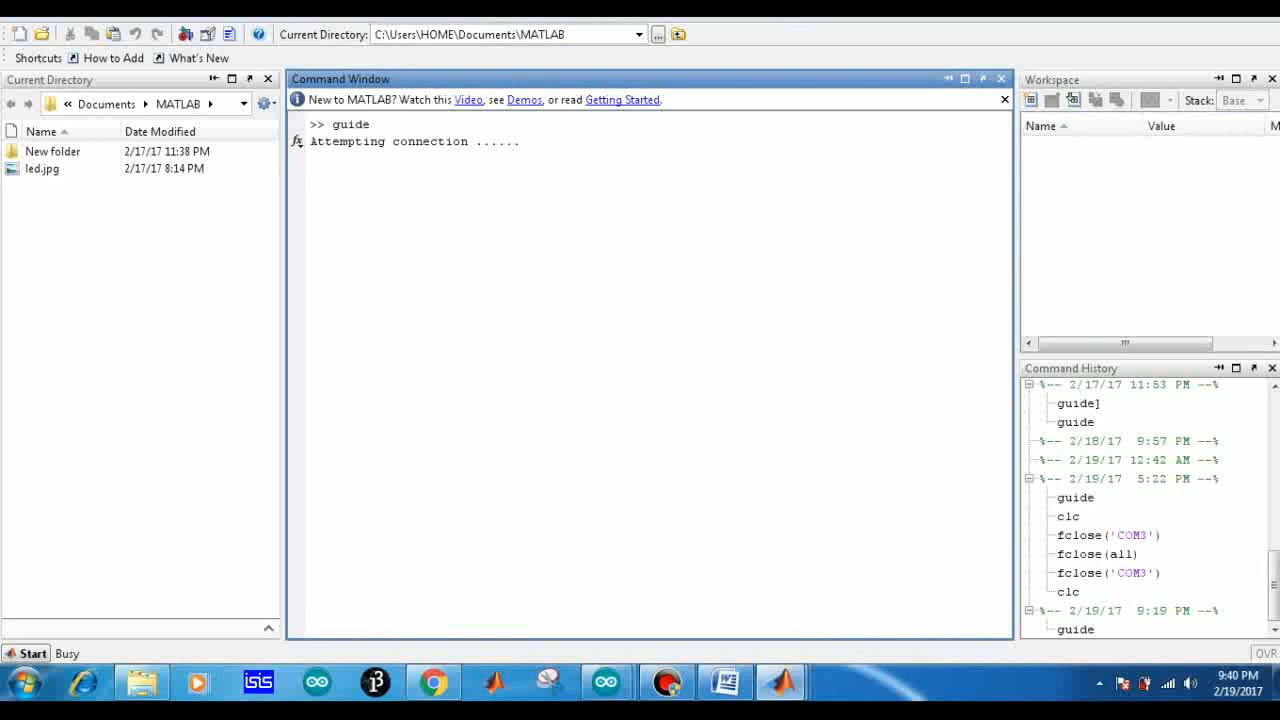 Current Directory: C:\Users\HOME\Documents\MATLAB ...
Shortcuts How to Add What's New
Current Directory
« Documents MATLAB
Name Date Modified
New folder 2/17/17 11:38 PM
led.jpg 2/17/17 8:14 PM
Start Busy
Command Window
New to MATLAB? Watch this Video, see Demos, or read Getting Started.
>> guide
fx Attempting connection ......
Workspace
Stack: Base
Name Value M
Command History
%-- 2/17/17 11:53 PM --%
guide]
guide
%-- 2/18/17 9:57 PM --%
%-- 2/19/17 12:42 AM --%
%-- 2/19/17 5:22 PM --%
guide
clc
fclose('COM3')
fclose(all)
fclose('COM3')
clc
%-- 2/19/17 9:19 PM --%
guide
OVR
isis
9:40 PM
2/19/2017